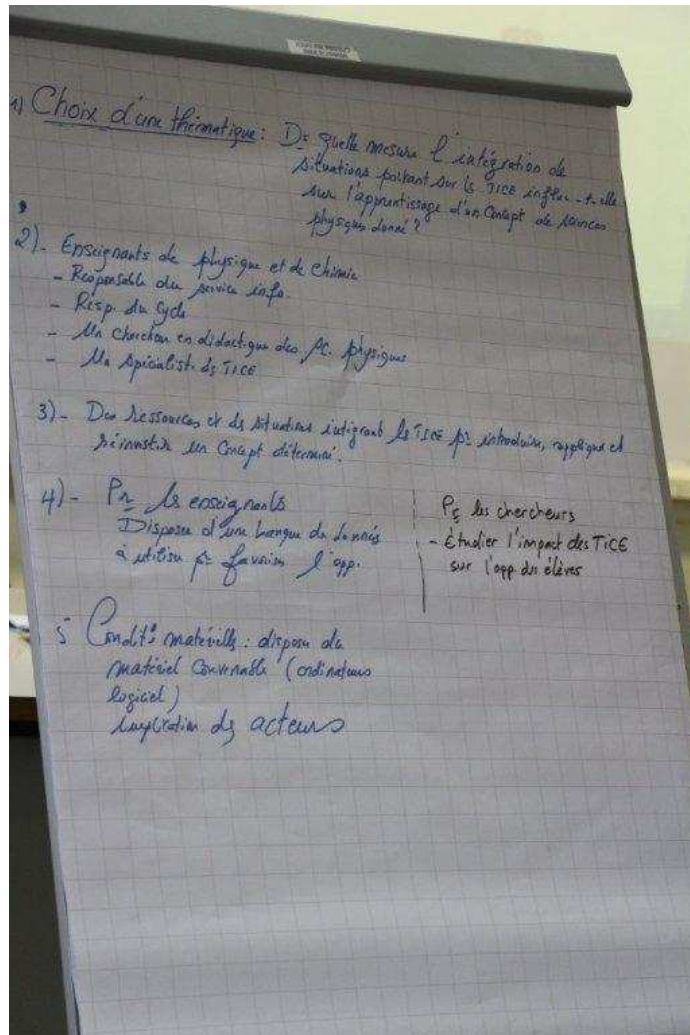 1) Choix d'une thématique : Ds quelle mesure l'intégration de
situations portant sur les TICE influe-t-elle
sur l'apprentissage d'un Concept de sciences
physiques donné ?
2) - Enseignants de physique et de Chimie
- Responsable du service info.
- Resp. du Cycle
- Un chercheur en didactique des Sc. physiques
- Un spécialiste des TICE
3) - Des ressources et des situations intégrant les TICE pr introduire, appliquer et
réinvestir un Concept déterminé.
4) - Pr les enseignants
Disposer d'une banque de données
à utiliser pr favoriser l'app.
Pr les chercheurs
- Étudier l'impact des TICE
sur l'app des élèves
5 Condit°s matérielles : disposer du
matériel Convenable (ordinateurs
logiciel)
Implication des acteurs